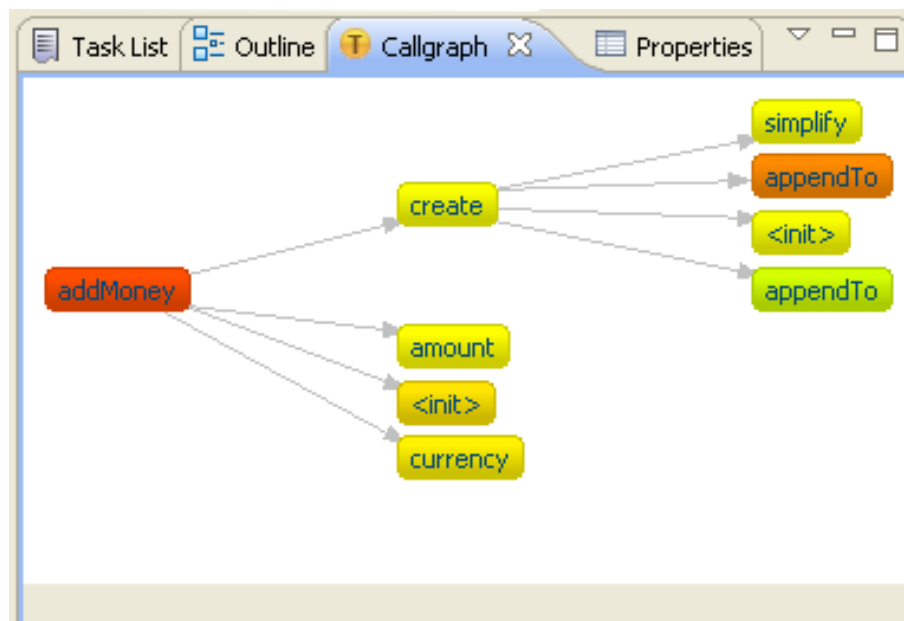 Task List Outline T Callgraph Properties
simplify
appendTo
create
<init>
addMoney
appendTo
amount
<init>
currency